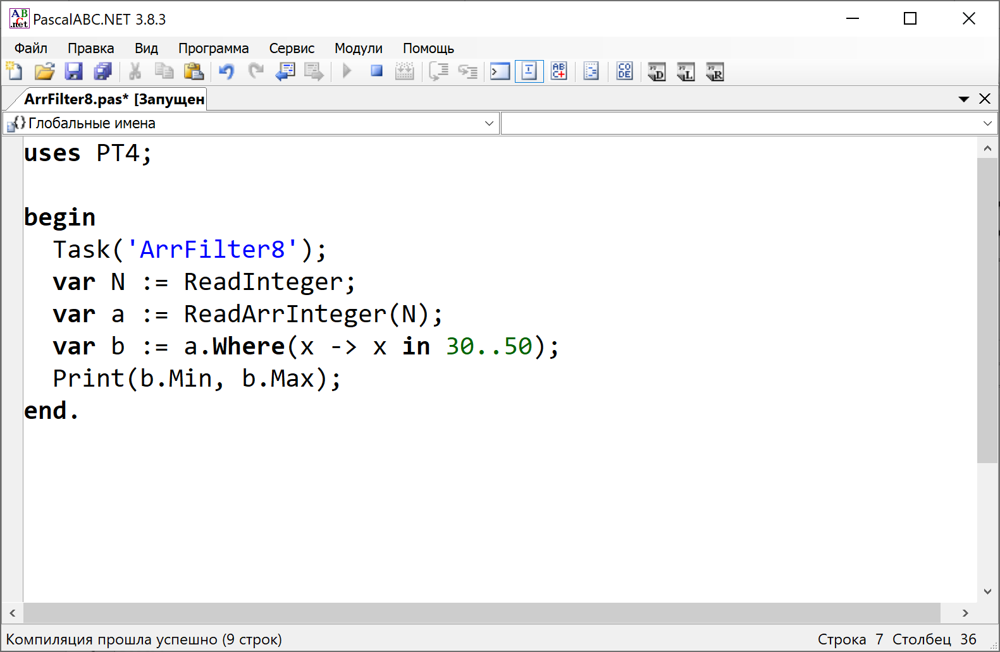 PascalABC.NET 3.8.3
Файл Правка Вид Программа Сервис Модули Помощь
ArrFilter8.pas* [Запущен
Глобальные имена
uses PT4;
begin
  Task('ArrFilter8');
  var N := ReadInteger;
  var a := ReadArrInteger(N);
  var b := a.Where(x -> x in 30..50);
  Print(b.Min, b.Max);
end.
Компиляция прошла успешно (9 строк) Строка 7 Столбец 36